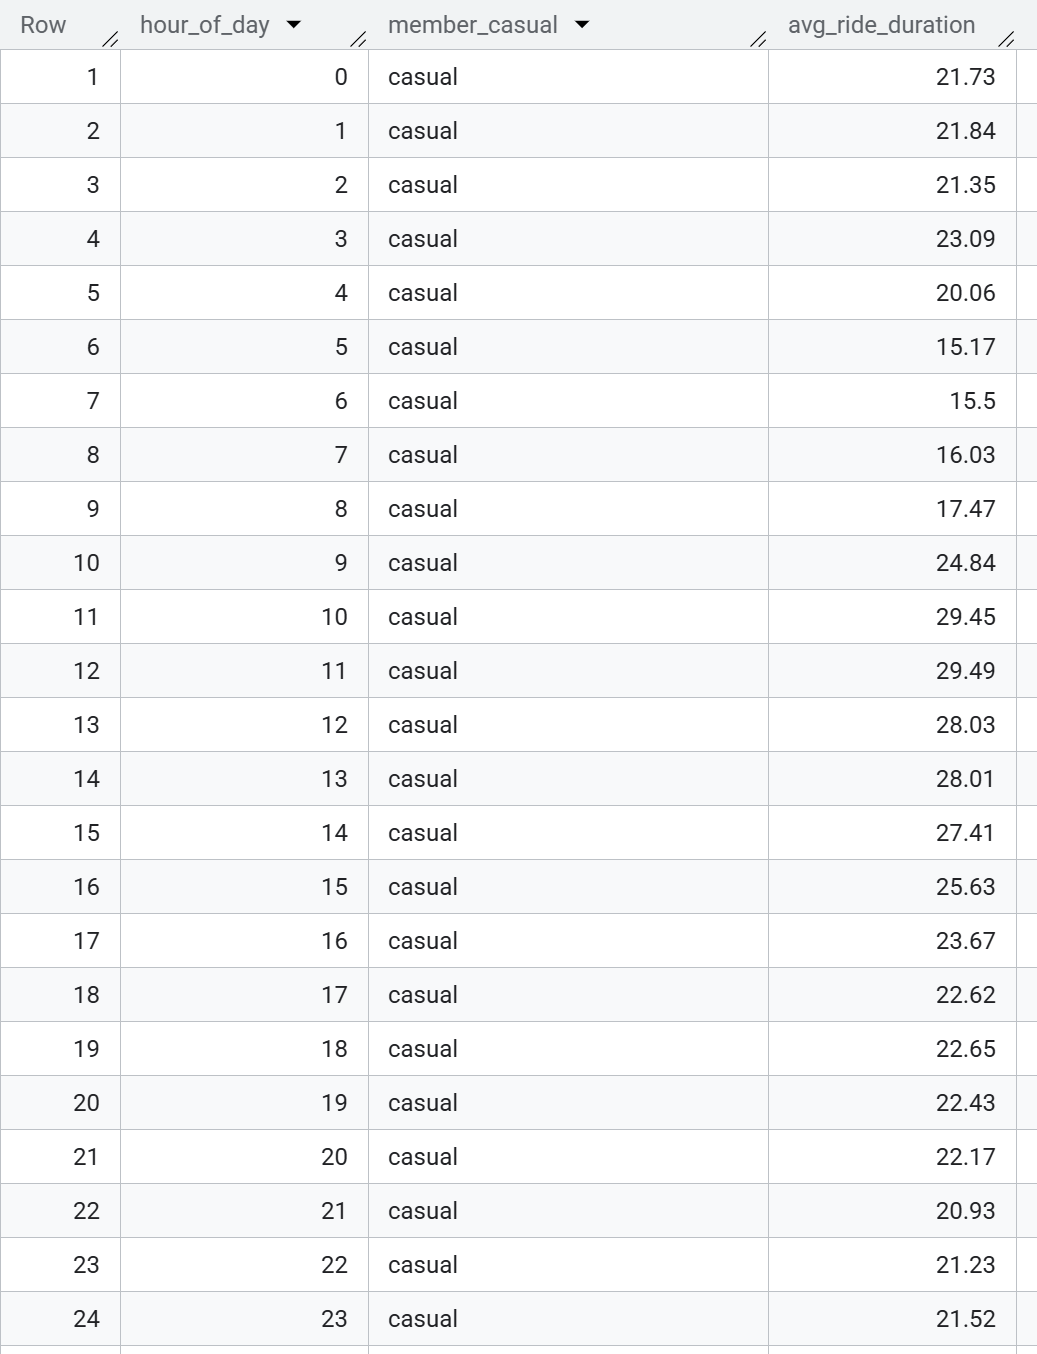 Row hour_of_day member_casual avg_ride_duration
1 0 casual 21.73
2 1 casual 21.84
3 2 casual 21.35
4 3 casual 23.09
5 4 casual 20.06
6 5 casual 15.17
7 6 casual 15.5
8 7 casual 16.03
9 8 casual 17.47
10 9 casual 24.84
11 10 casual 29.45
12 11 casual 29.49
13 12 casual 28.03
14 13 casual 28.01
15 14 casual 27.41
16 15 casual 25.63
17 16 casual 23.67
18 17 casual 22.62
19 18 casual 22.65
20 19 casual 22.43
21 20 casual 22.17
22 21 casual 20.93
23 22 casual 21.23
24 23 casual 21.52